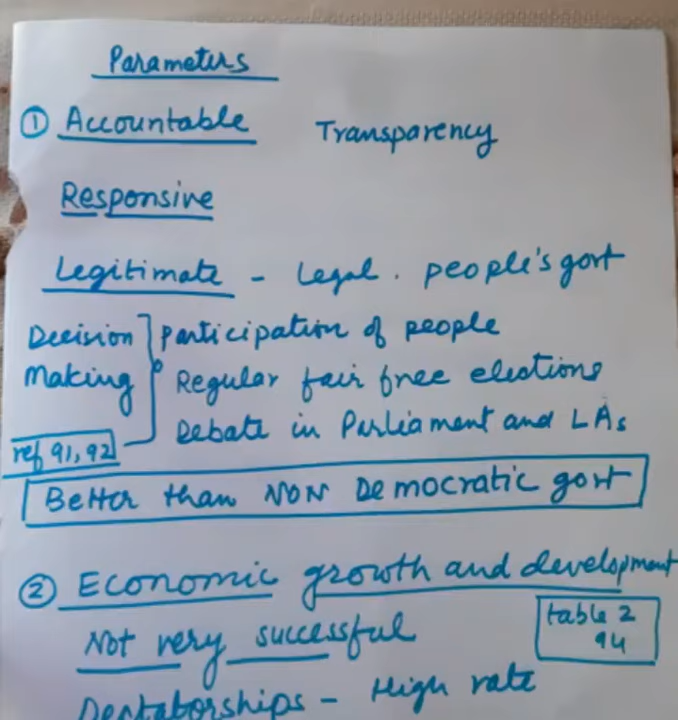 Parameters
① Accountable Transparency
Responsive
Legitimate - Legal. people's govt
Decision Participation of people
Making Regular fair free elections
Debate in Parliament and LAs
ref 91, 92
Better than NON Democratic govt
② Economic growth and development
Not very successful
table 2
94
Dectatorships - High rate